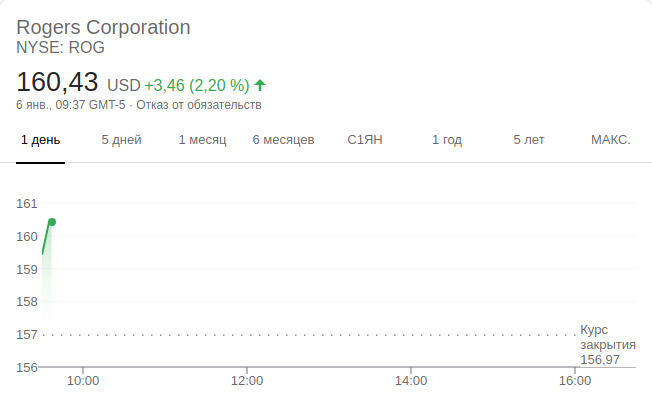 Rogers Corporation
NYSE: ROG
160,43 USD +3,46 (2,20 %)
6 янв., 09:37 GMT-5 · Отказ от обязательств
1 день 5 дней 1 месяц 6 месяцев С1ЯН 1 год 5 лет МАКС.
161
160
159
158
157
Курс
закрытия
156,97
156
10:00 12:00 14:00 16:00